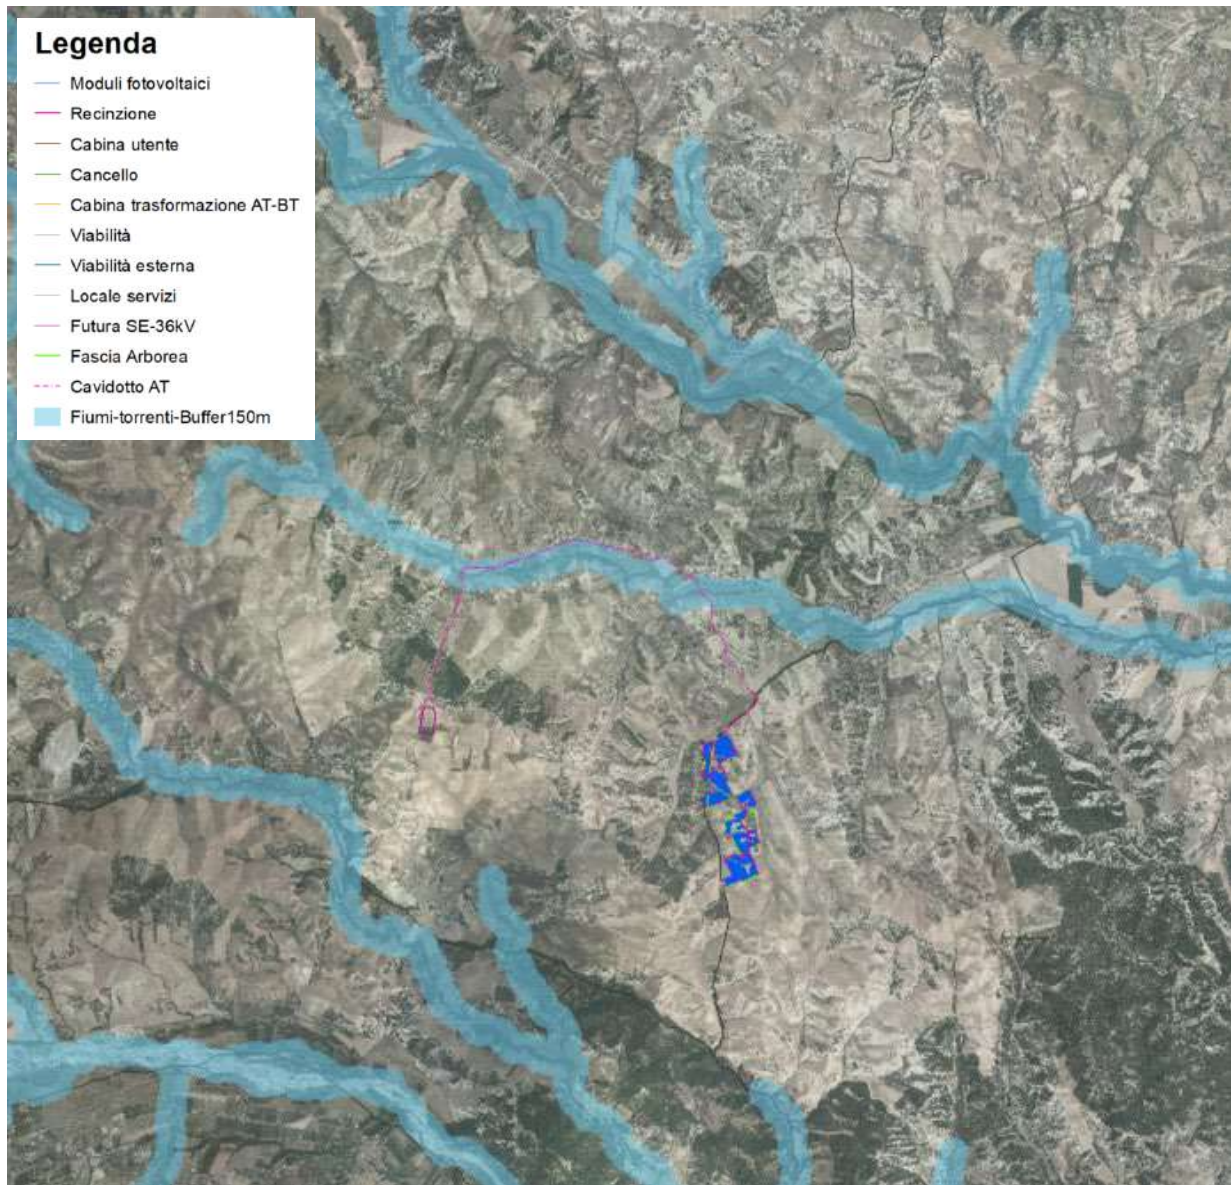 Legenda
Moduli fotovoltaici
Recinzione
Cabina utente
Cancello
Cabina trasformazione AT-BT
Viabilità
Viabilità esterna
Locale servizi
Futura SE-36kV
Fascia Arborea
Cavidotto AT
Fiumi-torrenti-Buffer150m